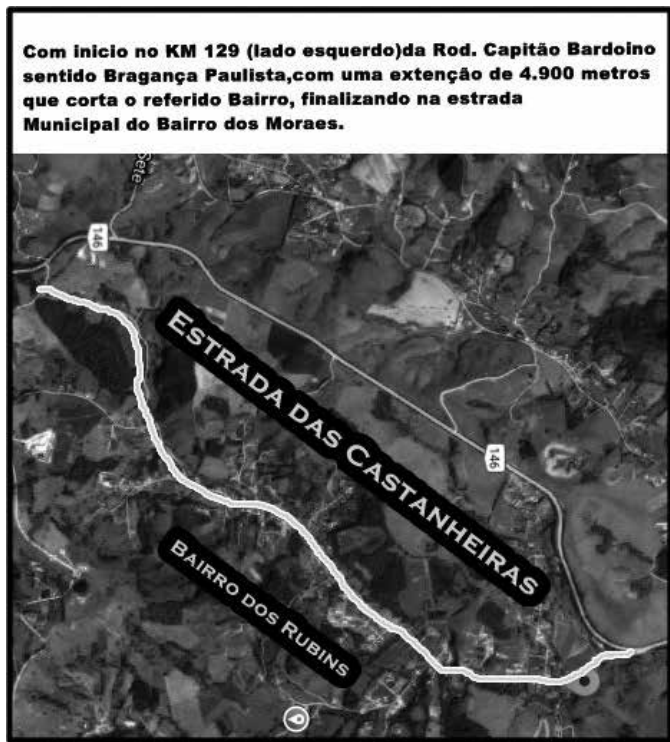 Com inicio no KM 129 (lado esquerdo)da Rod. Capitão Bardoino
sentido Bragança Paulista,com uma extenção de 4.900 metros
que corta o referido Bairro, finalizando na estrada
Municipal do Bairro dos Moraes.
Sete
146
ESTRADA DAS CASTANHEIRAS
146
BAIRRO DOS RUBINS